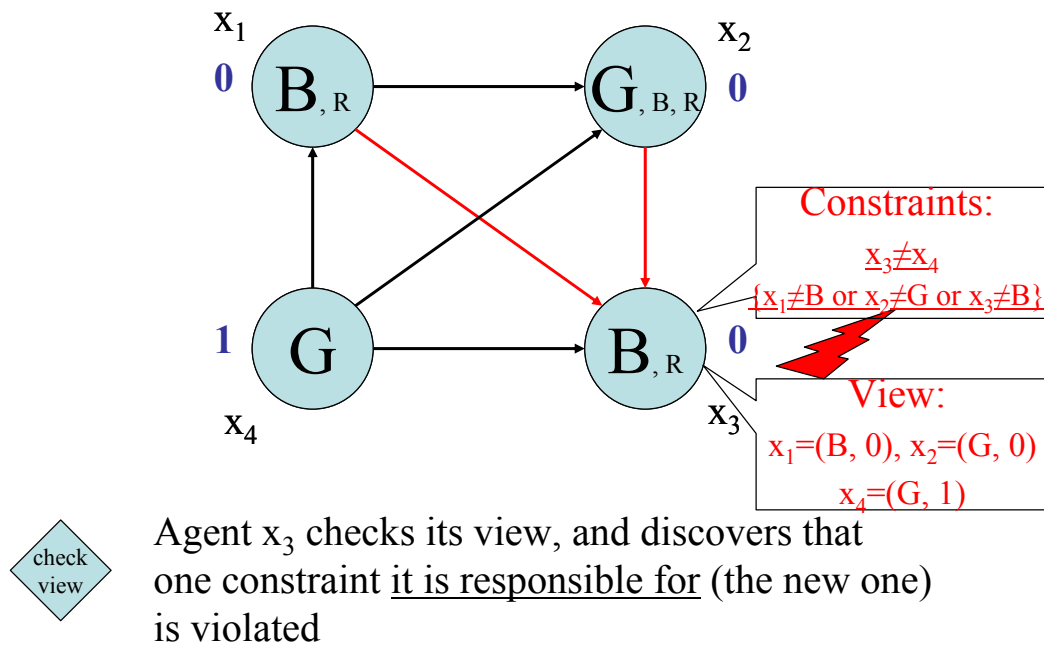 x₁
x₂
0
B, R
G, B, R
0
Constraints:
x₃≠x₄
{x₁≠B or x₂≠G or x₃≠B}
1
G
B, R
0
x₄
x₃
View:
x₁=(B, 0), x₂=(G, 0)
x₄=(G, 1)
check
view
Agent x₃ checks its view, and discovers that
one constraint it is responsible for (the new one)
is violated